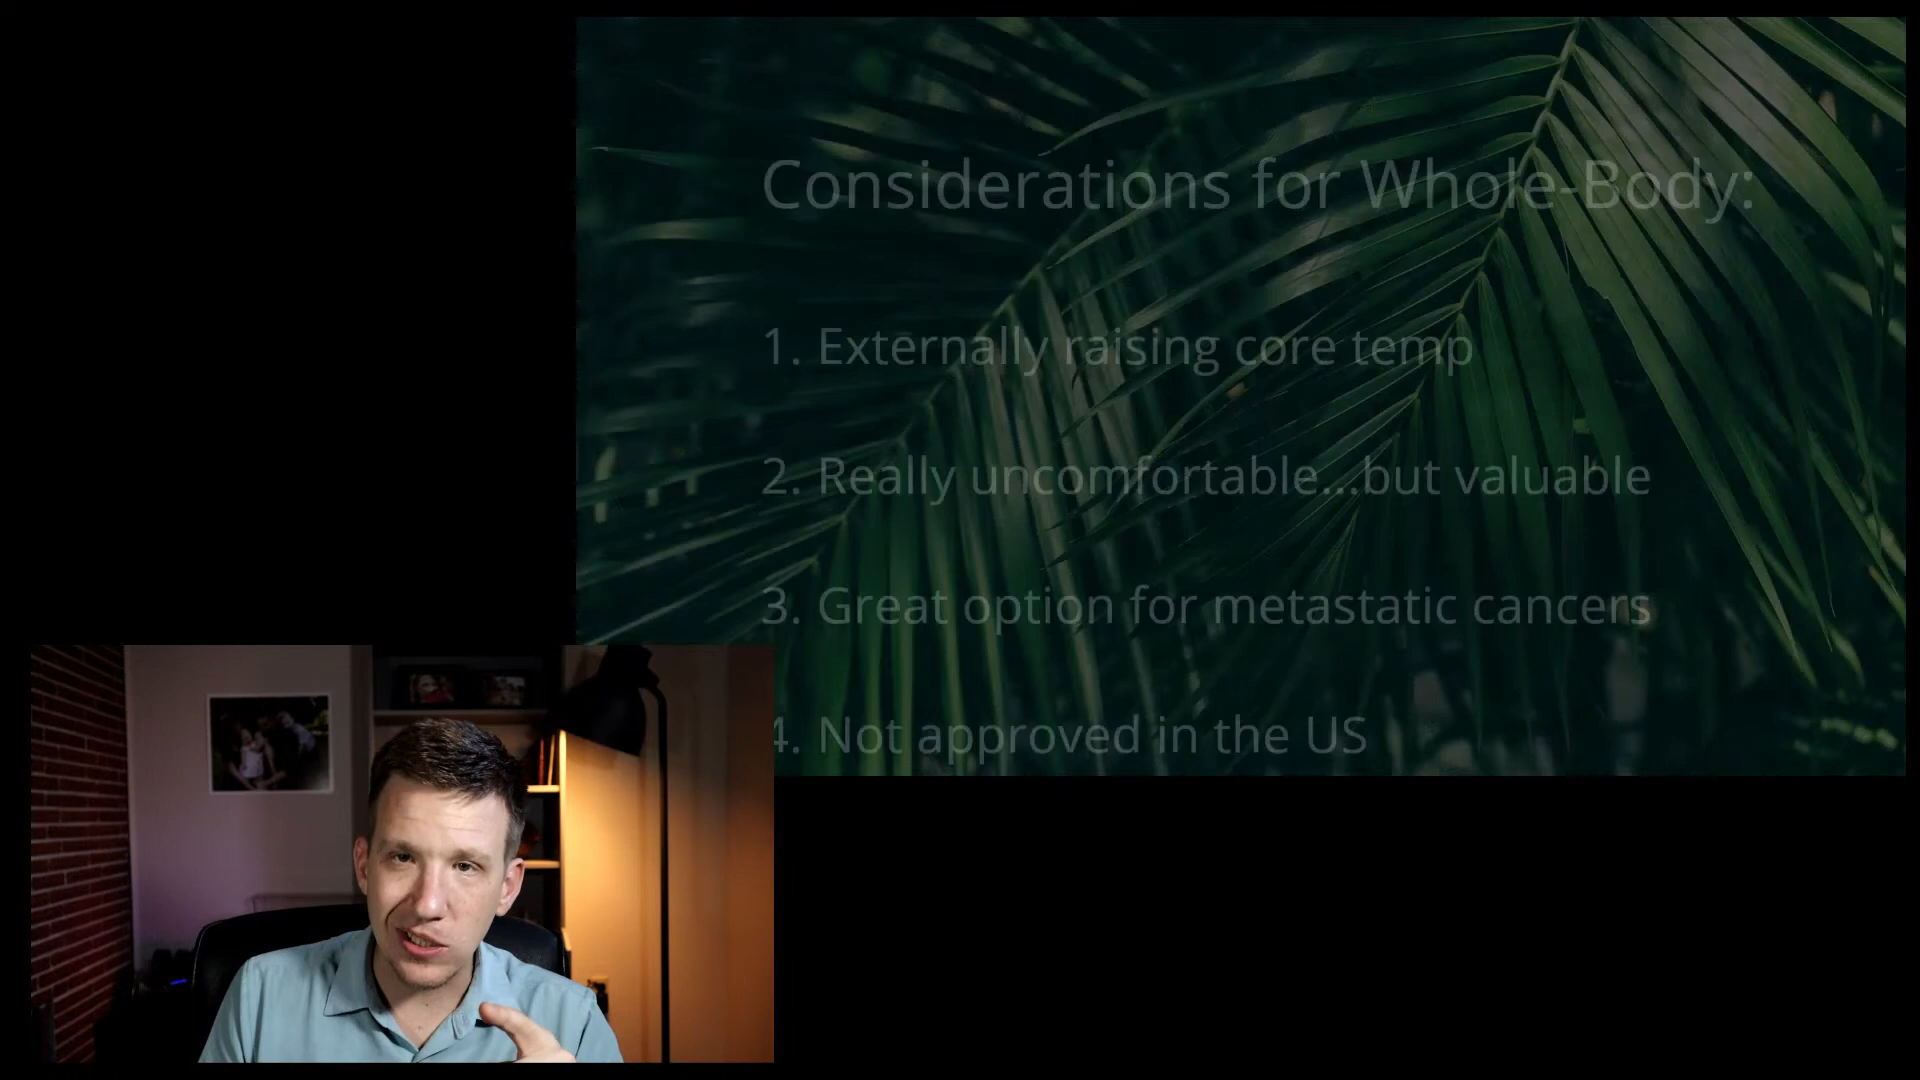 Considerations for Whole-Body:
1. Externally raising core temp
2. Really uncomfortable...but valuable
3. Great option for metastatic cancers
4. Not approved in the US